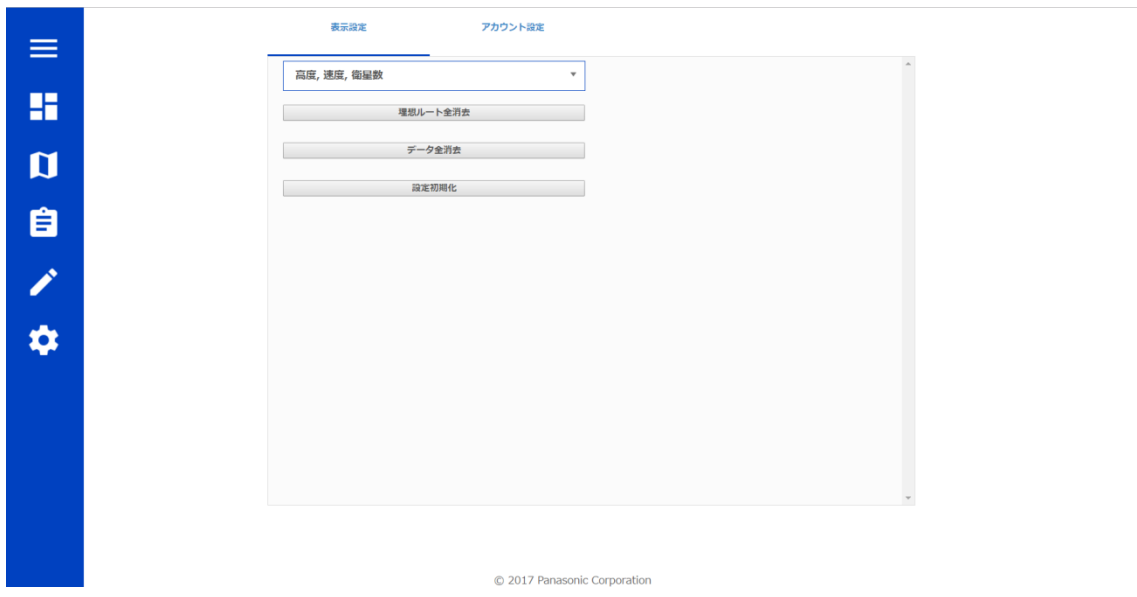 表示設定
アカウント設定
高度, 速度, 衛星数
理想ルート全消去
データ全消去
設定初期化
© 2017 Panasonic Corporation